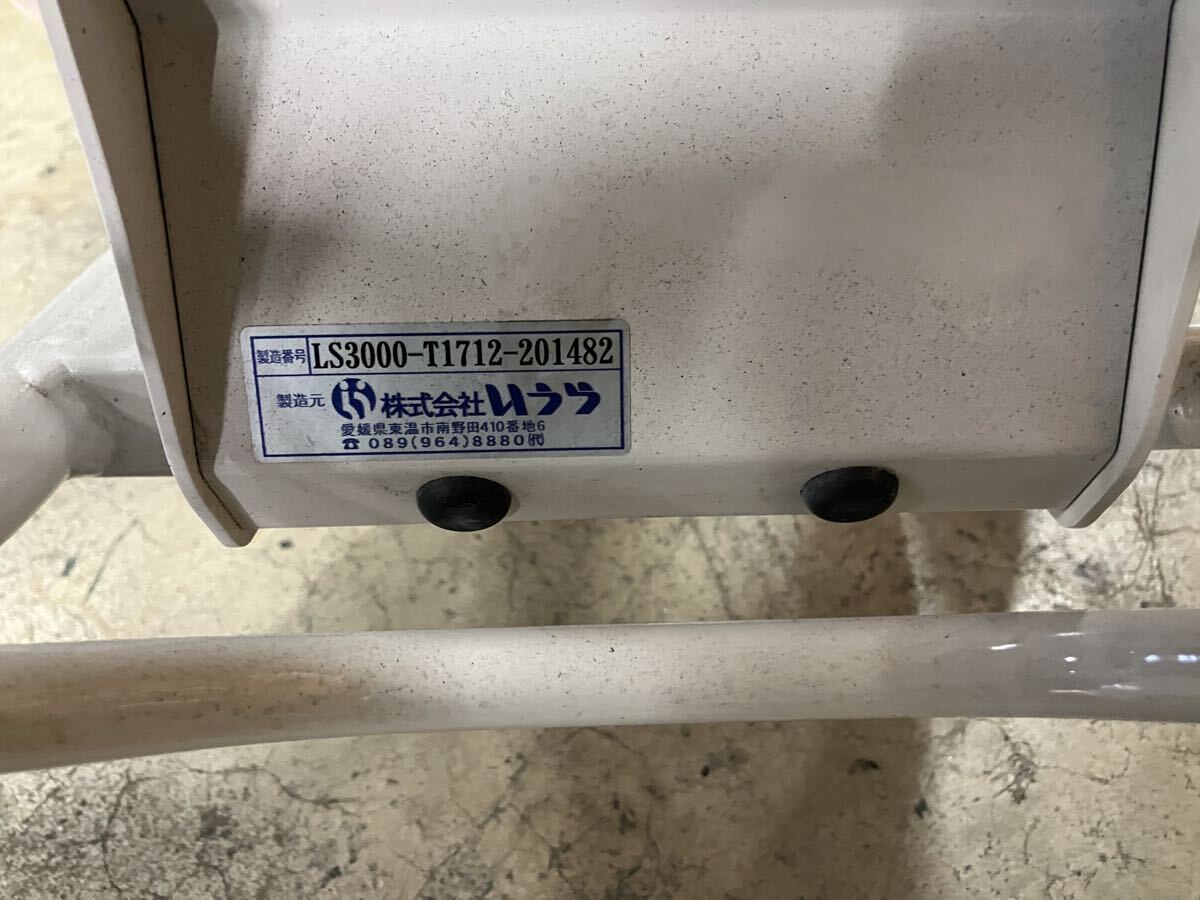 製造番号 LS3000-T1712-201482
製造元 株式会社いうら
愛媛県東温市南野田410番地6
☎ 089(964)8880㈹